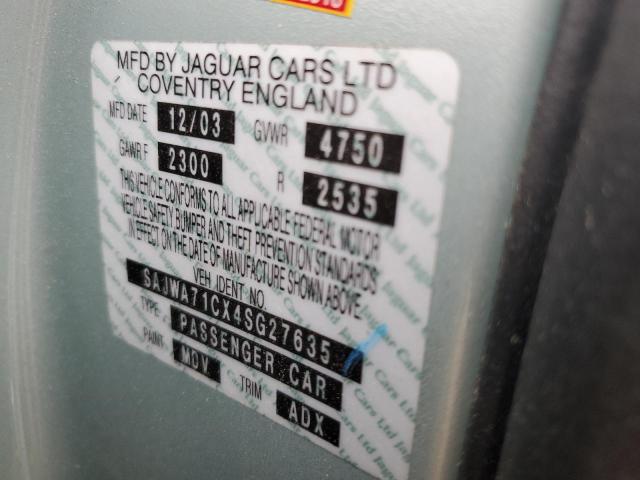 MFD BY JAGUAR CARS LTD
COVENTRY ENGLAND
MFD DATE 12/03 GVWR 4750
GAWR F 2300 R 2535
THIS VEHICLE CONFORMS TO ALL APPLICABLE FEDERAL MOTOR
VEHICLE SAFETY BUMPER AND THEFT PREVENTION STANDARDS
IN EFFECT ON THE DATE OF MANUFACTURE SHOWN ABOVE
VEH IDENT NO.
SAJWA71CX4SG27635
TYPE PASSENGER CAR
PAINT MDV TRIM ADX